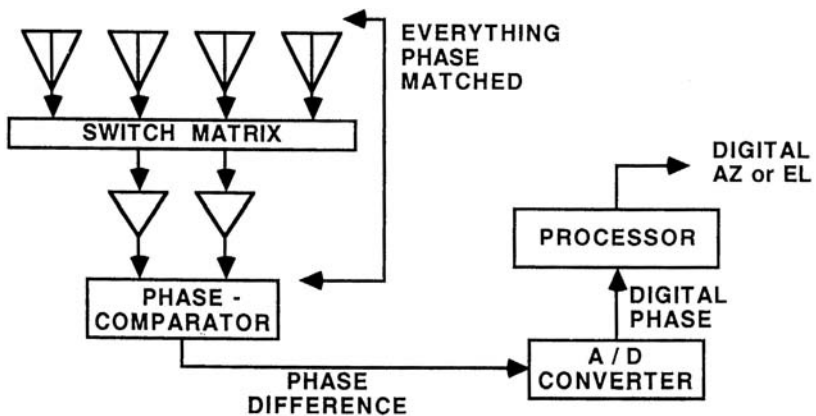 EVERYTHING
PHASE
MATCHED
SWITCH MATRIX
DIGITAL
AZ or EL
PROCESSOR
PHASE -
COMPARATOR
DIGITAL
PHASE
A / D
CONVERTER
PHASE
DIFFERENCE